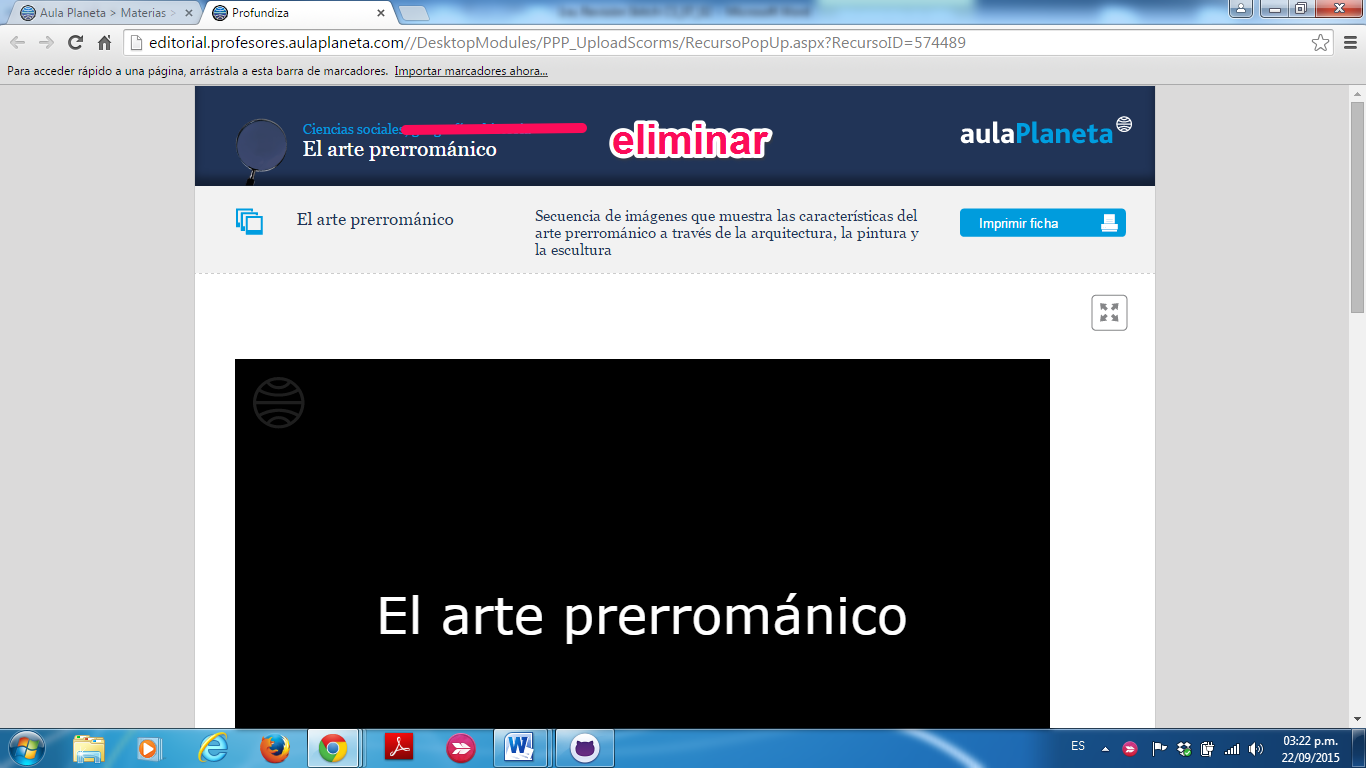 Aula Planeta > Materias >
Profundiza
editorial.profesores.aulaplaneta.com//DesktopModules/PPP_UploadScorms/RecursoPopUp.aspx?RecursoID=574489
Para acceder rápido a una página, arrástrala a esta barra de marcadores. Importar marcadores ahora...
Ciencias sociales,
El arte prerrománico
eliminar
aulaPlaneta
El arte prerrománico
Secuencia de imágenes que muestra las características del
arte prerrománico a través de la arquitectura, la pintura y
la escultura
Imprimir ficha
El arte prerrománico
ES
03:22 p.m.
22/09/2015